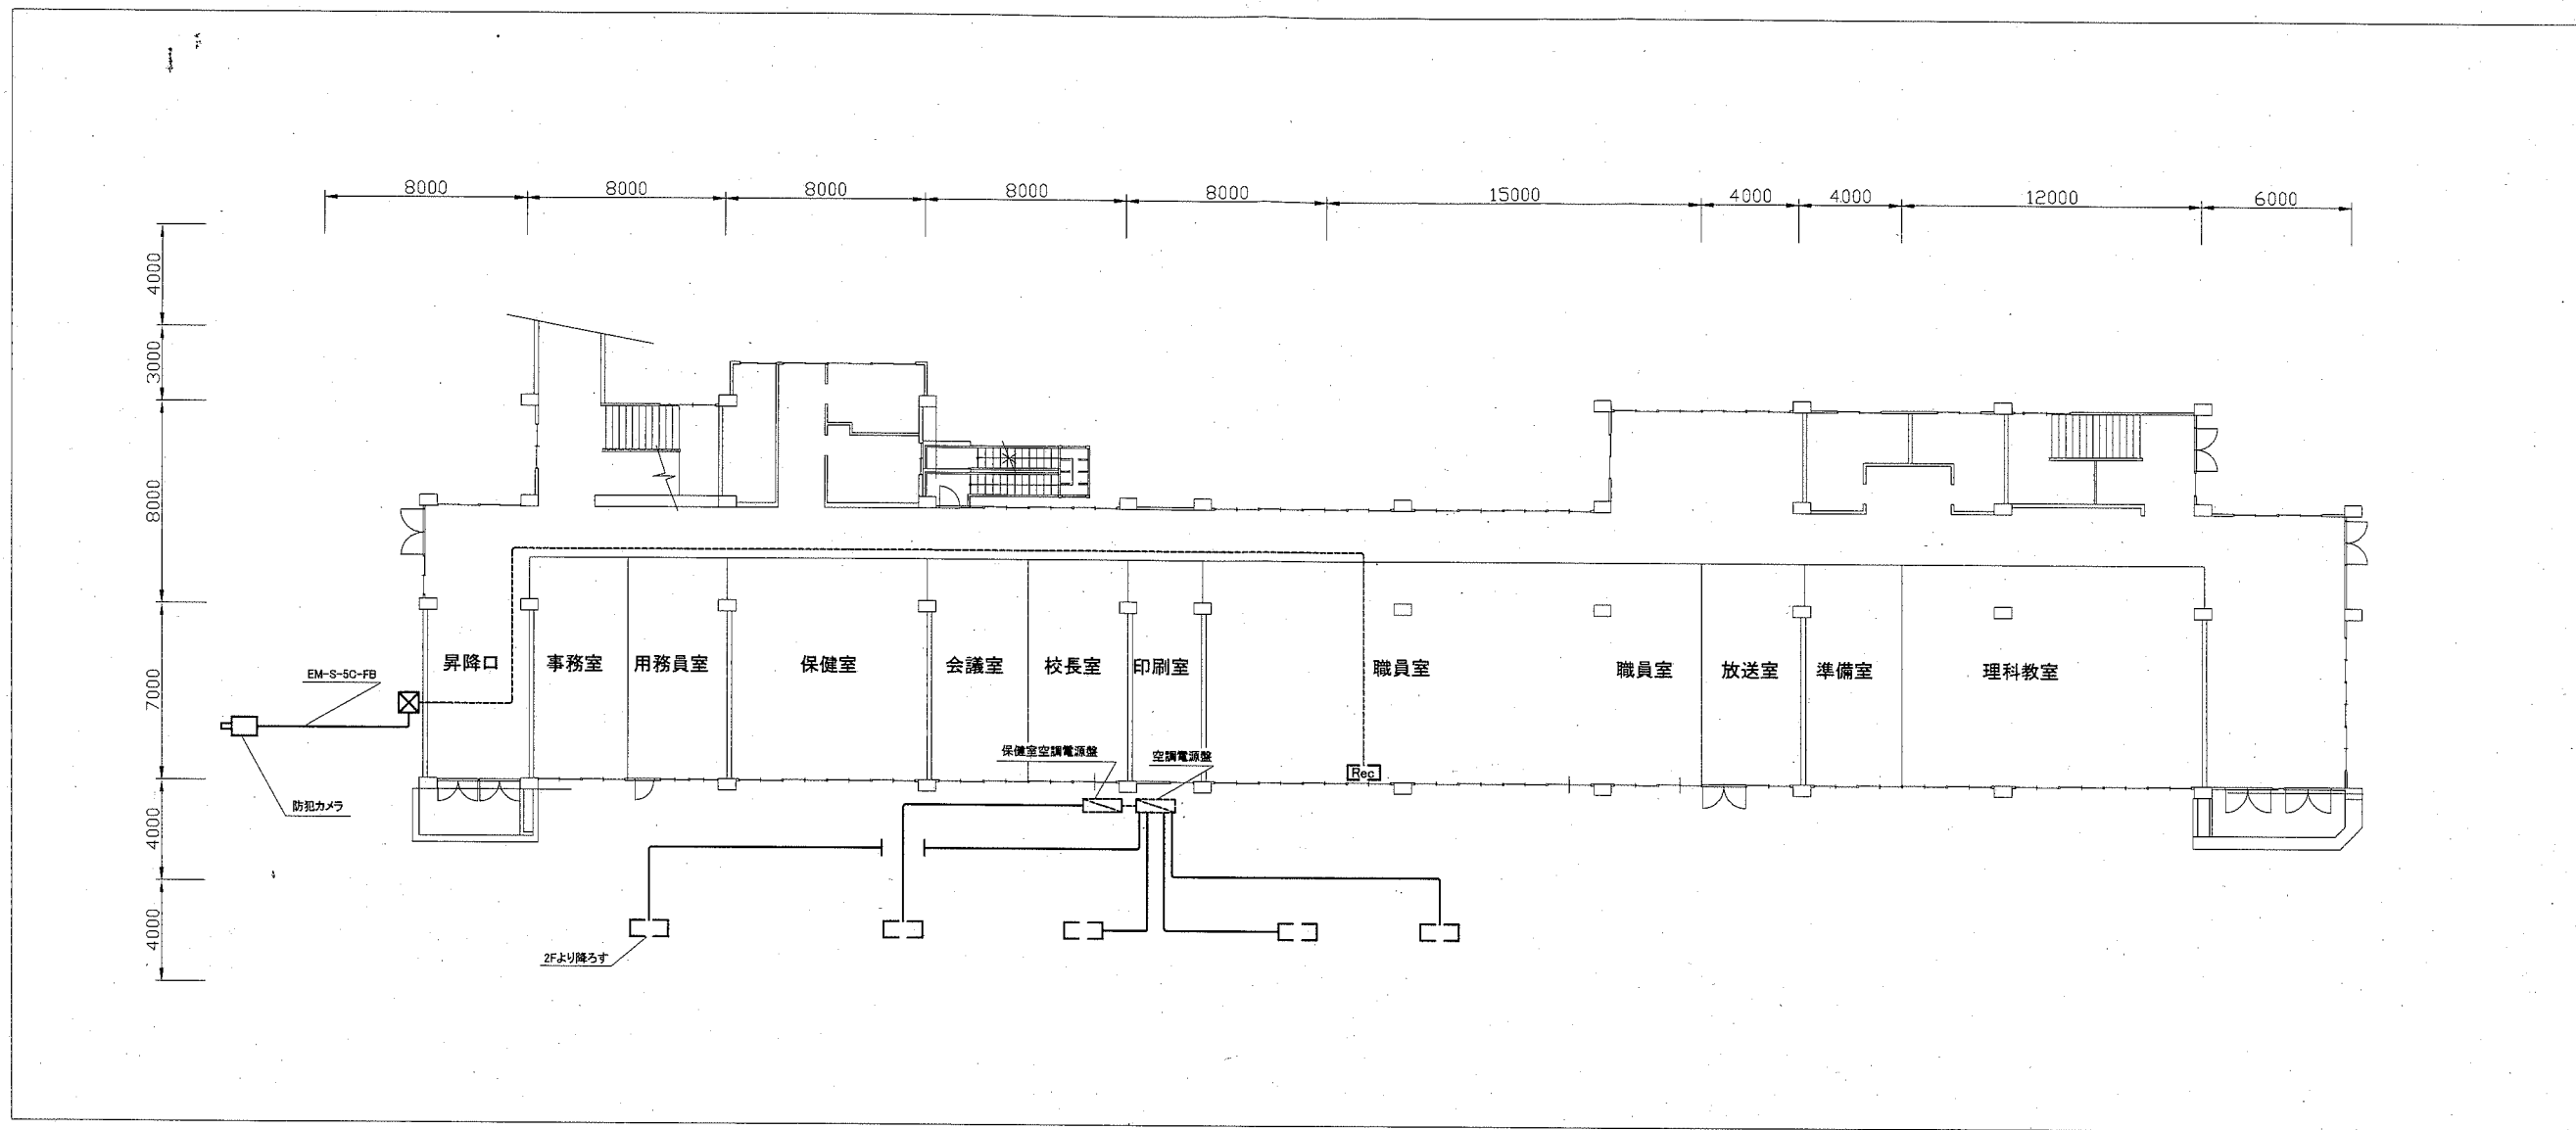 8000 8000 8000 8000 8000 15000 4000 4000 12000 6000
4000
3000
8000
7000
4000
4000
昇降口 事務室 用務員室 保健室 会議室 校長室 印刷室 職員室 職員室 放送室 準備室 理科教室
EM-S-5C-FB
防犯カメラ
保健室空調電源盤
空調電源盤
Rec
2Fより降ろす